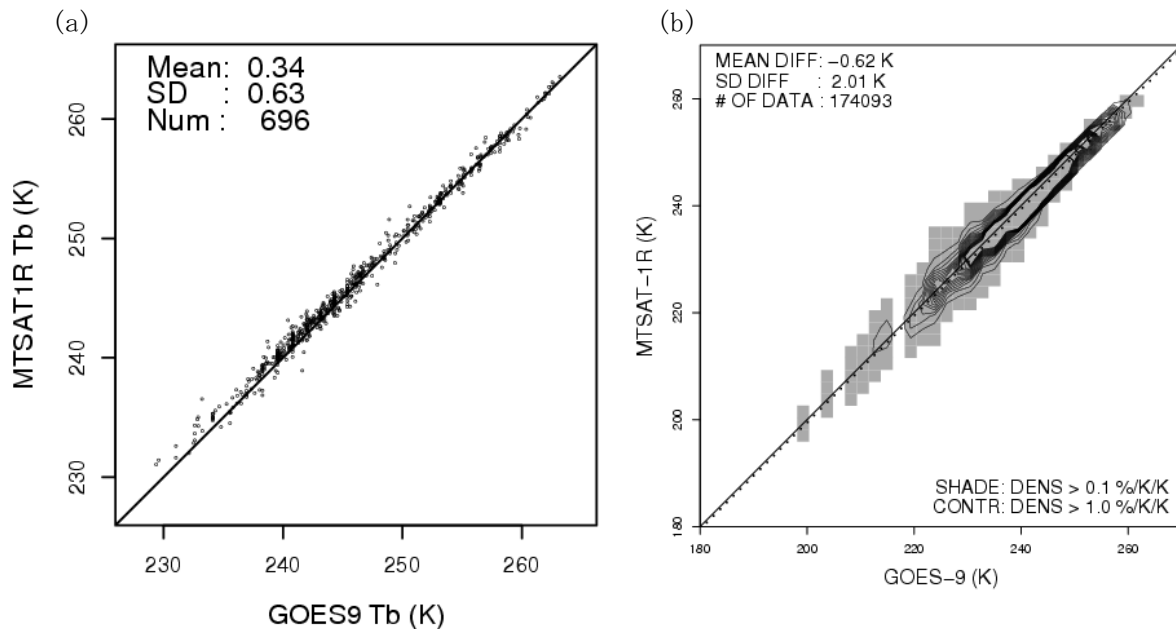 (a)
Mean: 0.34
SD : 0.63
Num : 696
260
250
240
230
MTSAT1R Tb (K)
230 240 250 260
GOES9 Tb (K)
(b)
MEAN DIFF: −0.62 K
SD DIFF : 2.01 K
# OF DATA : 174093
260
240
220
200
180
MTSAT−1R (K)
SHADE: DENS > 0.1 %/K/K
CONTR: DENS > 1.0 %/K/K
180 200 220 240 260
GOES−9 (K)